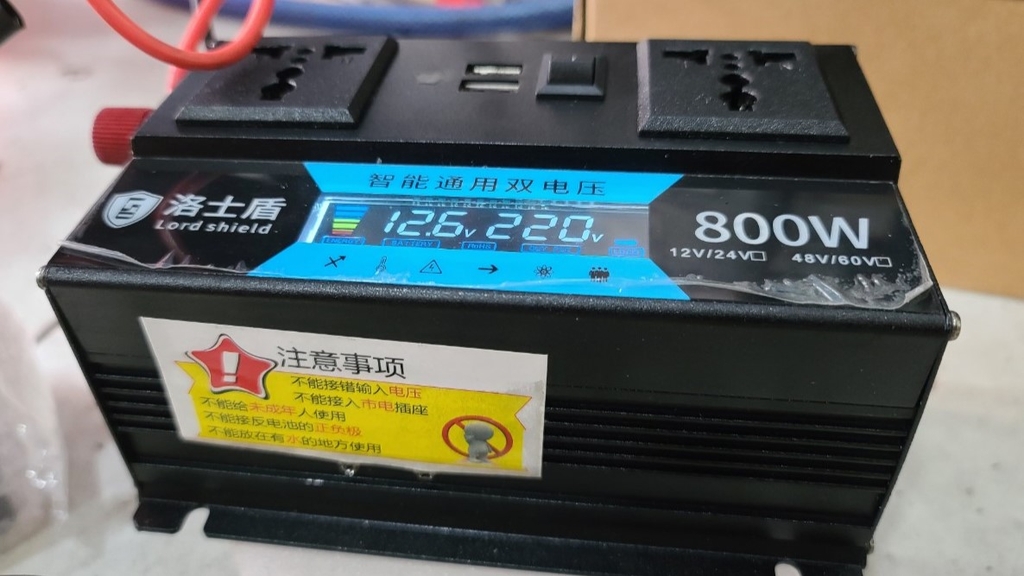 智能通用双电压
洛士盾
Lord shield
12.6V 220V
800W
12V/24V□ 48V/60V□
注意事项
不能接错输入电压
不能接入市电插座
不能给未成年人使用
不能接反电池的正负极
不能放在有水的地方使用